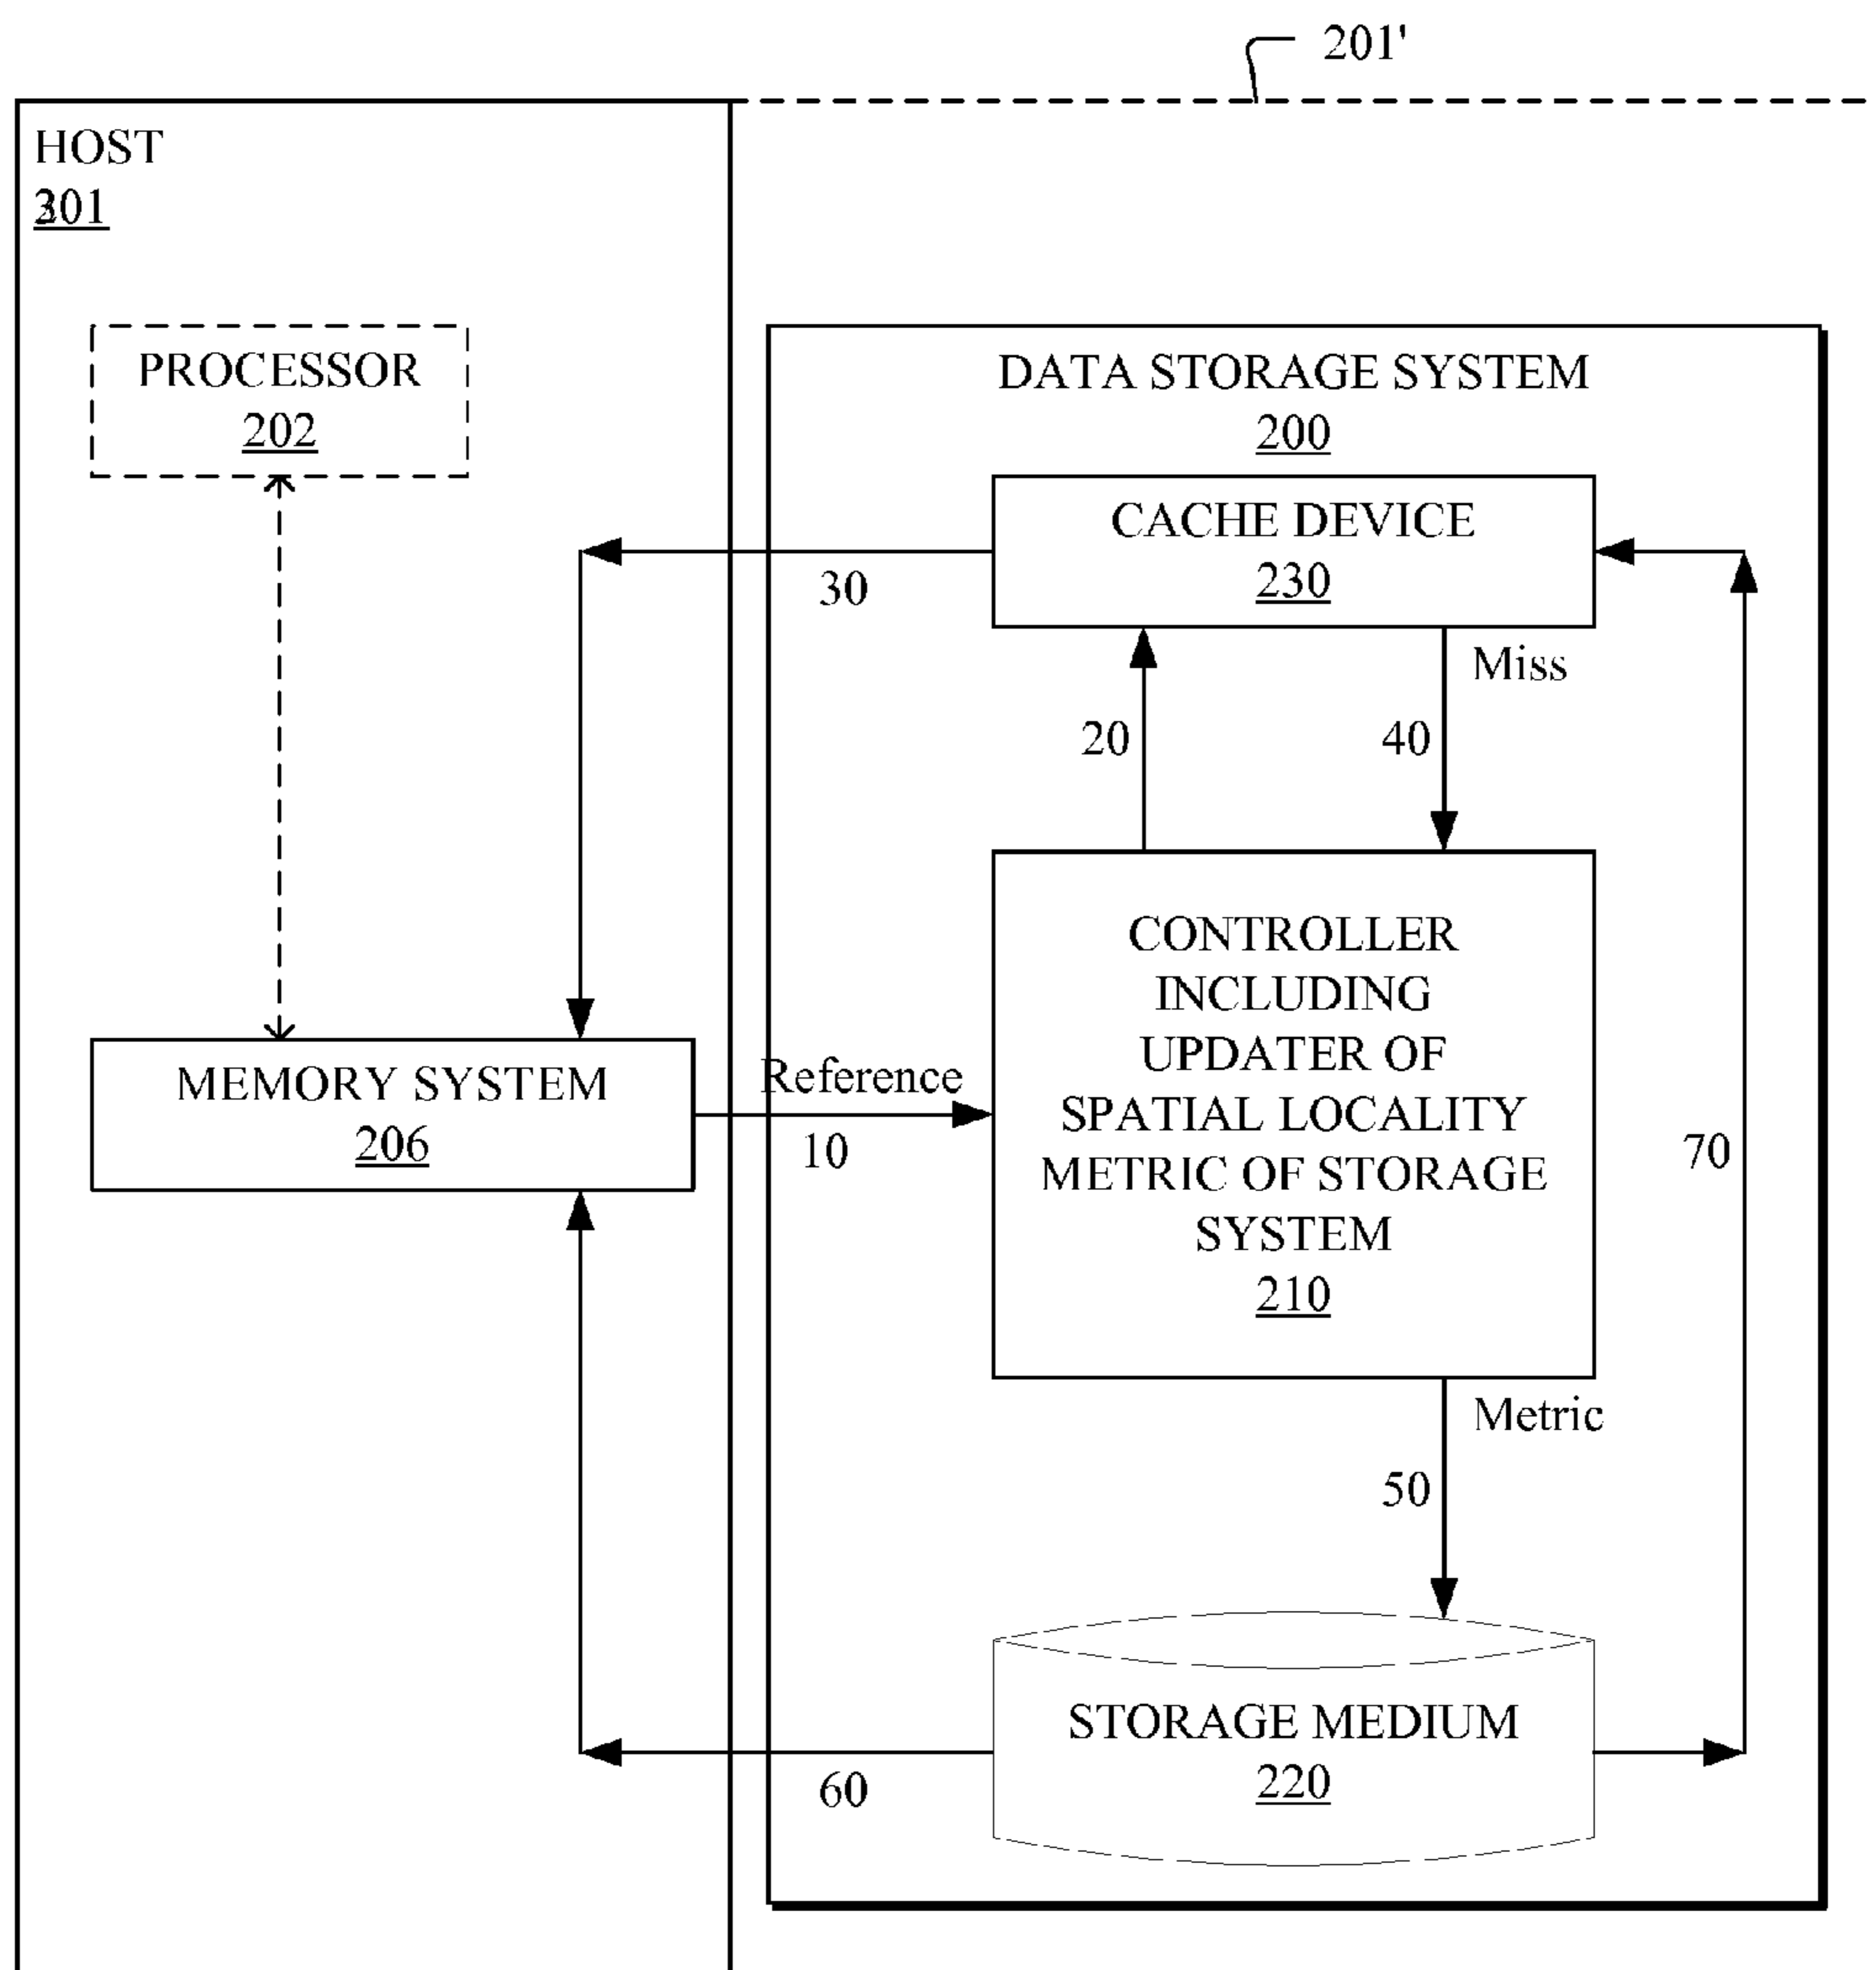 201'
HOST
201
PROCESSOR
202
DATA STORAGE SYSTEM
200
CACHE DEVICE
230
30
Miss
20
40
CONTROLLER
INCLUDING
UPDATER OF
SPATIAL LOCALITY
METRIC OF STORAGE
SYSTEM
210
MEMORY SYSTEM
206
Reference
10
70
Metric
50
STORAGE MEDIUM
220
60